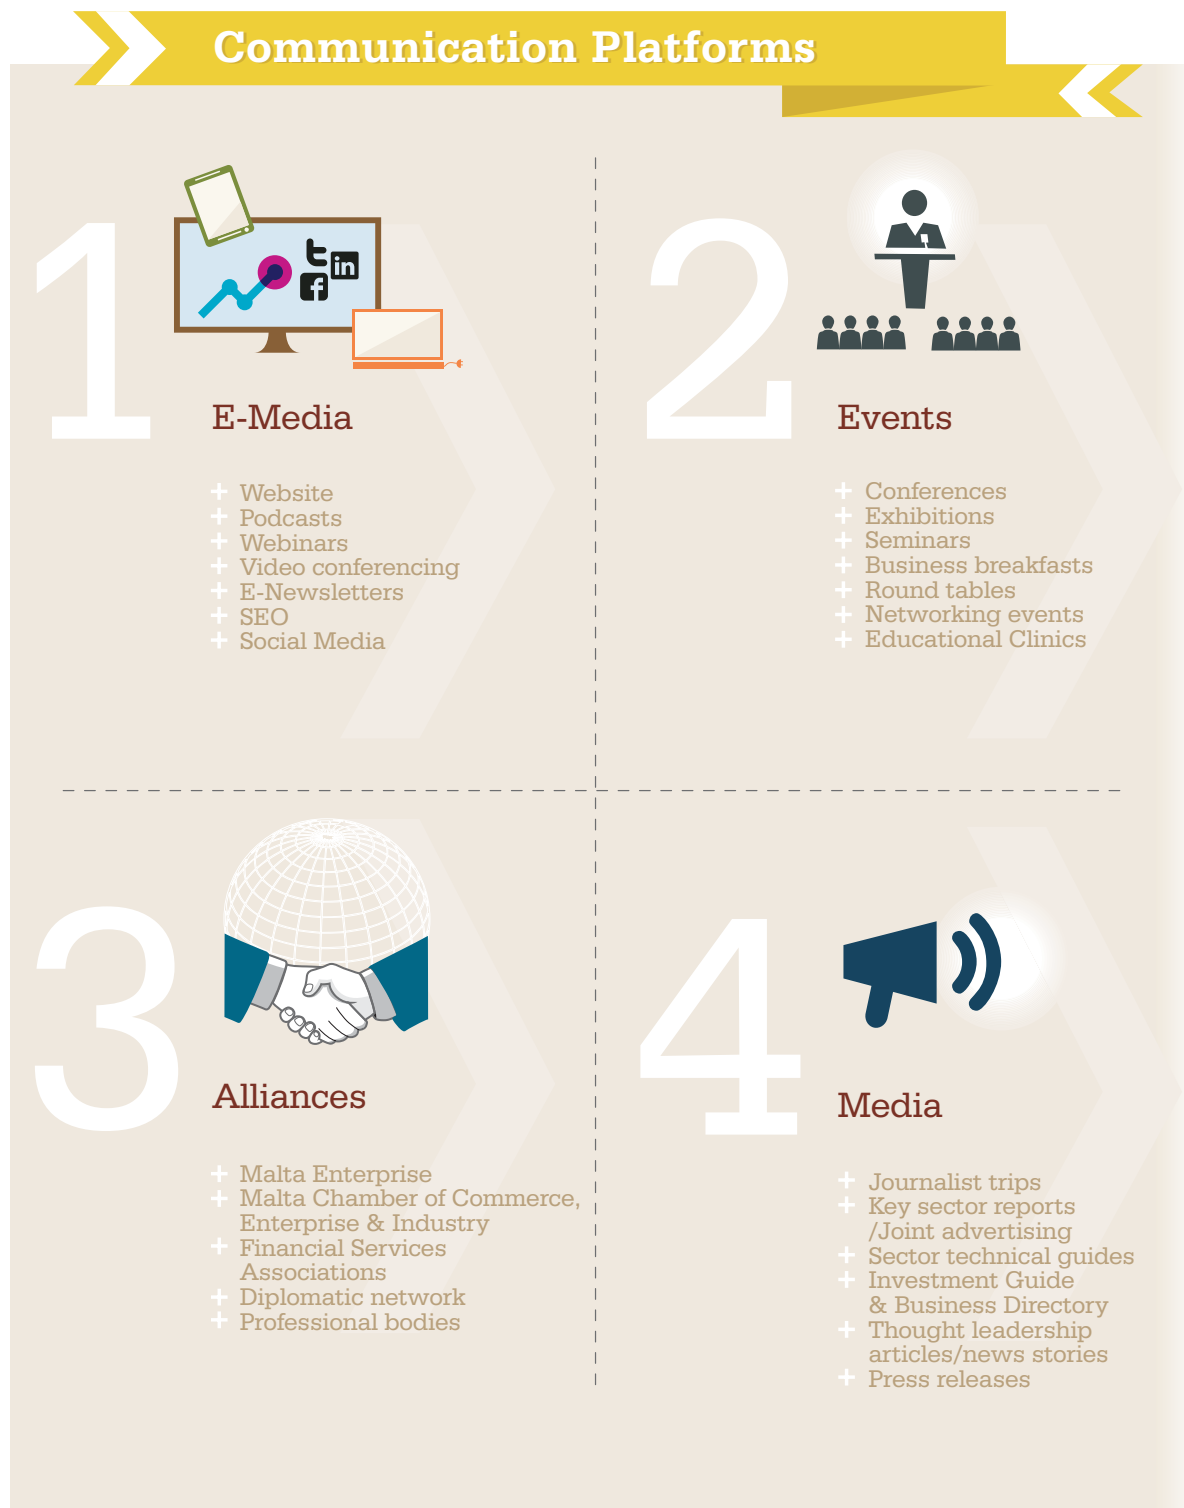 Communication Platforms
1
E-Media
+ Website
+ Podcasts
+ Webinars
+ Video conferencing
+ E-Newsletters
+ SEO
+ Social Media
2
Events
+ Conferences
+ Exhibitions
+ Seminars
+ Business breakfasts
+ Round tables
+ Networking events
+ Educational Clinics
3
Alliances
+ Malta Enterprise
+ Malta Chamber of Commerce,
Enterprise & Industry
+ Financial Services
Associations
+ Diplomatic network
+ Professional bodies
4
Media
+ Journalist trips
+ Key sector reports
/Joint advertising
+ Sector technical guides
+ Investment Guide
& Business Directory
+ Thought leadership
articles/news stories
+ Press releases